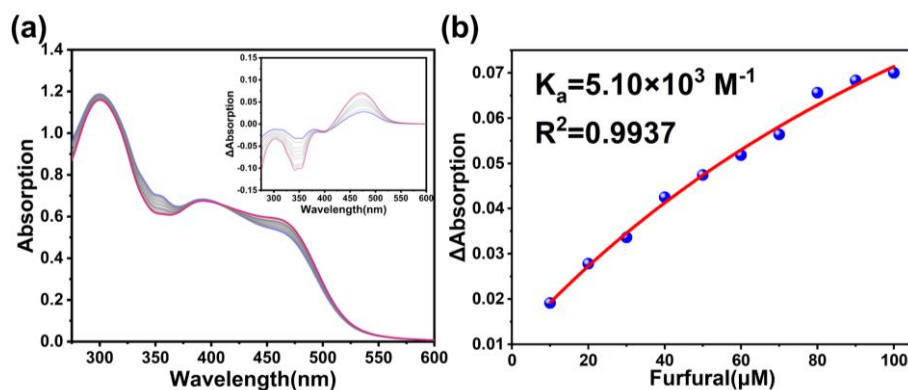 (a)
1.4
1.2
1.0
0.8
0.6
0.4
0.2
0.0
Absorption
300 350 400 450 500 550 600
Wavelength(nm)
0.15
0.10
0.05
0.00
-0.05
-0.10
-0.15
ΔAbsorption
300 350 400 450 500 550 600
Wavelength(nm)
(b)
Kₐ=5.10×10³ M⁻¹
R²=0.9937
0.07
0.06
0.05
0.04
0.03
0.02
0.01
ΔAbsorption
0 20 40 60 80 100
Furfural(μM)